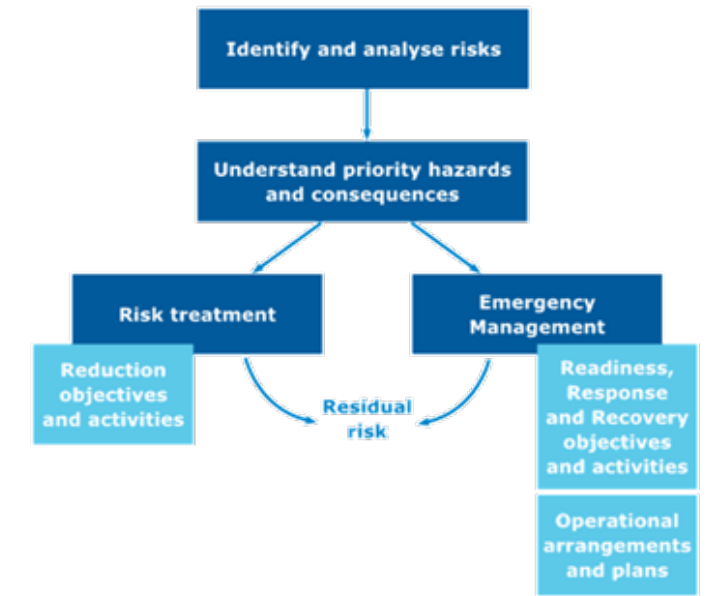 Identify and analyse risks
Understand priority hazards
and consequences
Risk treatment
Emergency
Management
Reduction
objectives
and activities
Residual
risk
Readiness,
Response
and Recovery
objectives
and activities
Operational
arrangements
and plans